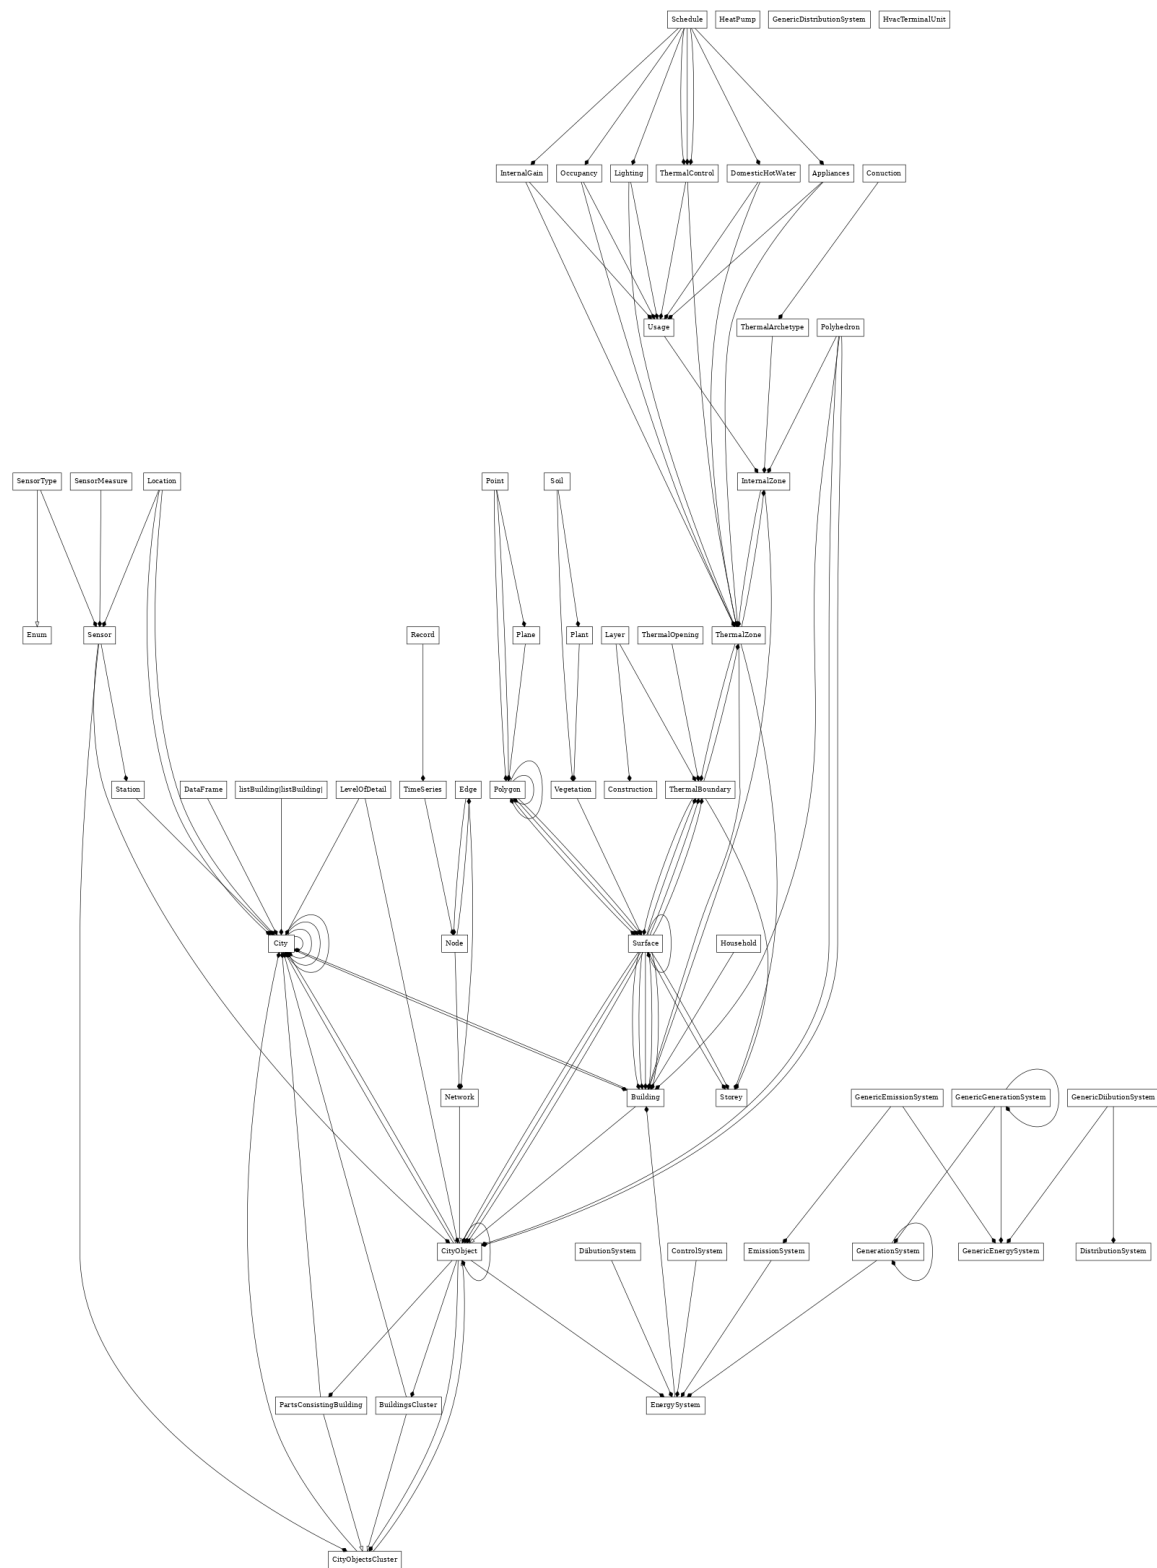 Schedule
HeatPump
GenericDistributionSystem
HvacTerminalUnit
InternalGain
Occupancy
Lighting
ThermalControl
DomesticHotWater
Appliances
Conuction
Usage
ThermalArchetype
Polyhedron
SensorType
SensorMeasure
Location
Point
Soil
InternalZone
Enum
Sensor
Record
Plane
Plant
Layer
ThermalOpening
ThermalZone
Station
DataFrame
listBuilding|listBuilding|
LevelOfDetail
TimeSeries
Edge
Polygon
Vegetation
Construction
ThermalBoundary
City
Node
Surface
Household
Network
Building
Storey
GenericEmissionSystem
GenericGenerationSystem
GenericDiibutionSystem
CityObject
DiibutionSystem
ControlSystem
EmissionSystem
GenerationSystem
GenericEnergySystem
DistributionSystem
PartsConsistingBuilding
BuildingsCluster
EnergySystem
CityObjectsCluster